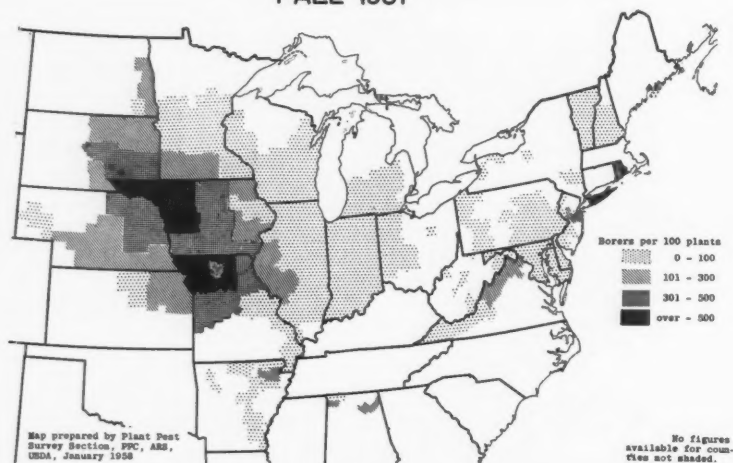 FALL 1957
Borers per 100 plants
0 - 100
101 - 300
301 - 500
over - 500
Map prepared by Plant Pest
Survey Section, PPC, ARS,
USDA, January 1958
No figures
available for coun-
ties not shaded.